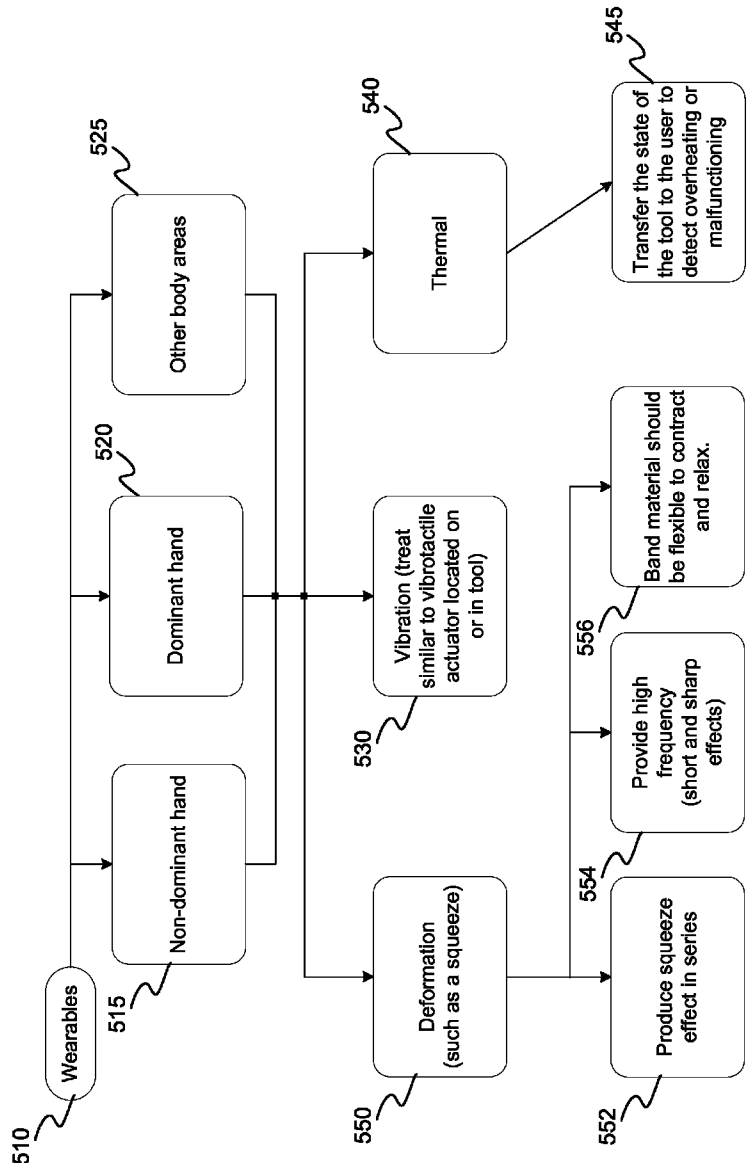 510
Wearables
515
Non-dominant hand
520
Dominant hand
525
Other body areas
550
Deformation
(such as a squeeze)
530
Vibration (treat
similar to vibrotactile
actuator located on
or in tool)
540
Thermal
552
Produce squeeze
effect in series
554
Provide high
frequency
(short and sharp
effects)
556
Band material should
be flexible to contract
and relax.
545
Transfer the state of
the tool to the user to
detect overheating or
malfunctioning